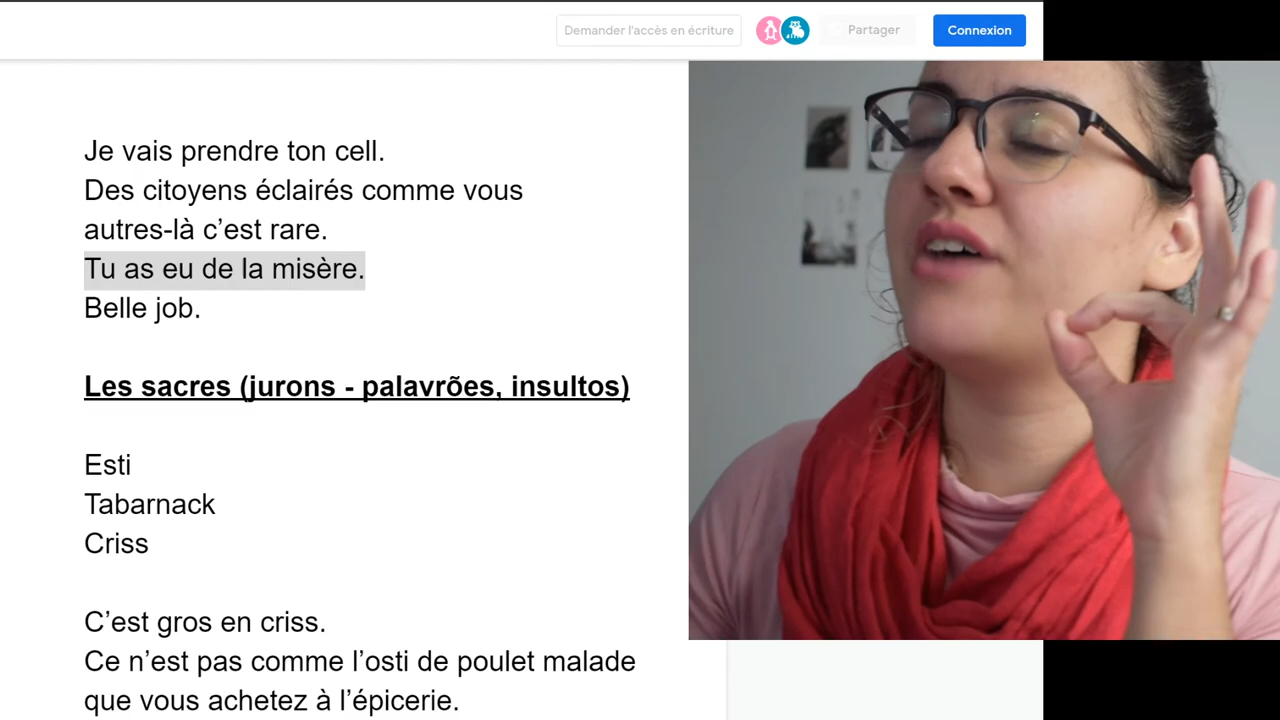 Demander l'accès en écriture
Partager
Connexion
Je vais prendre ton cell.
Des citoyens éclairés comme vous
autres-là c’est rare.
Tu as eu de la misère.
Belle job.
Les sacres (jurons - palavrões, insultos)
Esti
Tabarnack
Criss
C’est gros en criss.
Ce n’est pas comme l’osti de poulet malade
que vous achetez à l’épicerie.